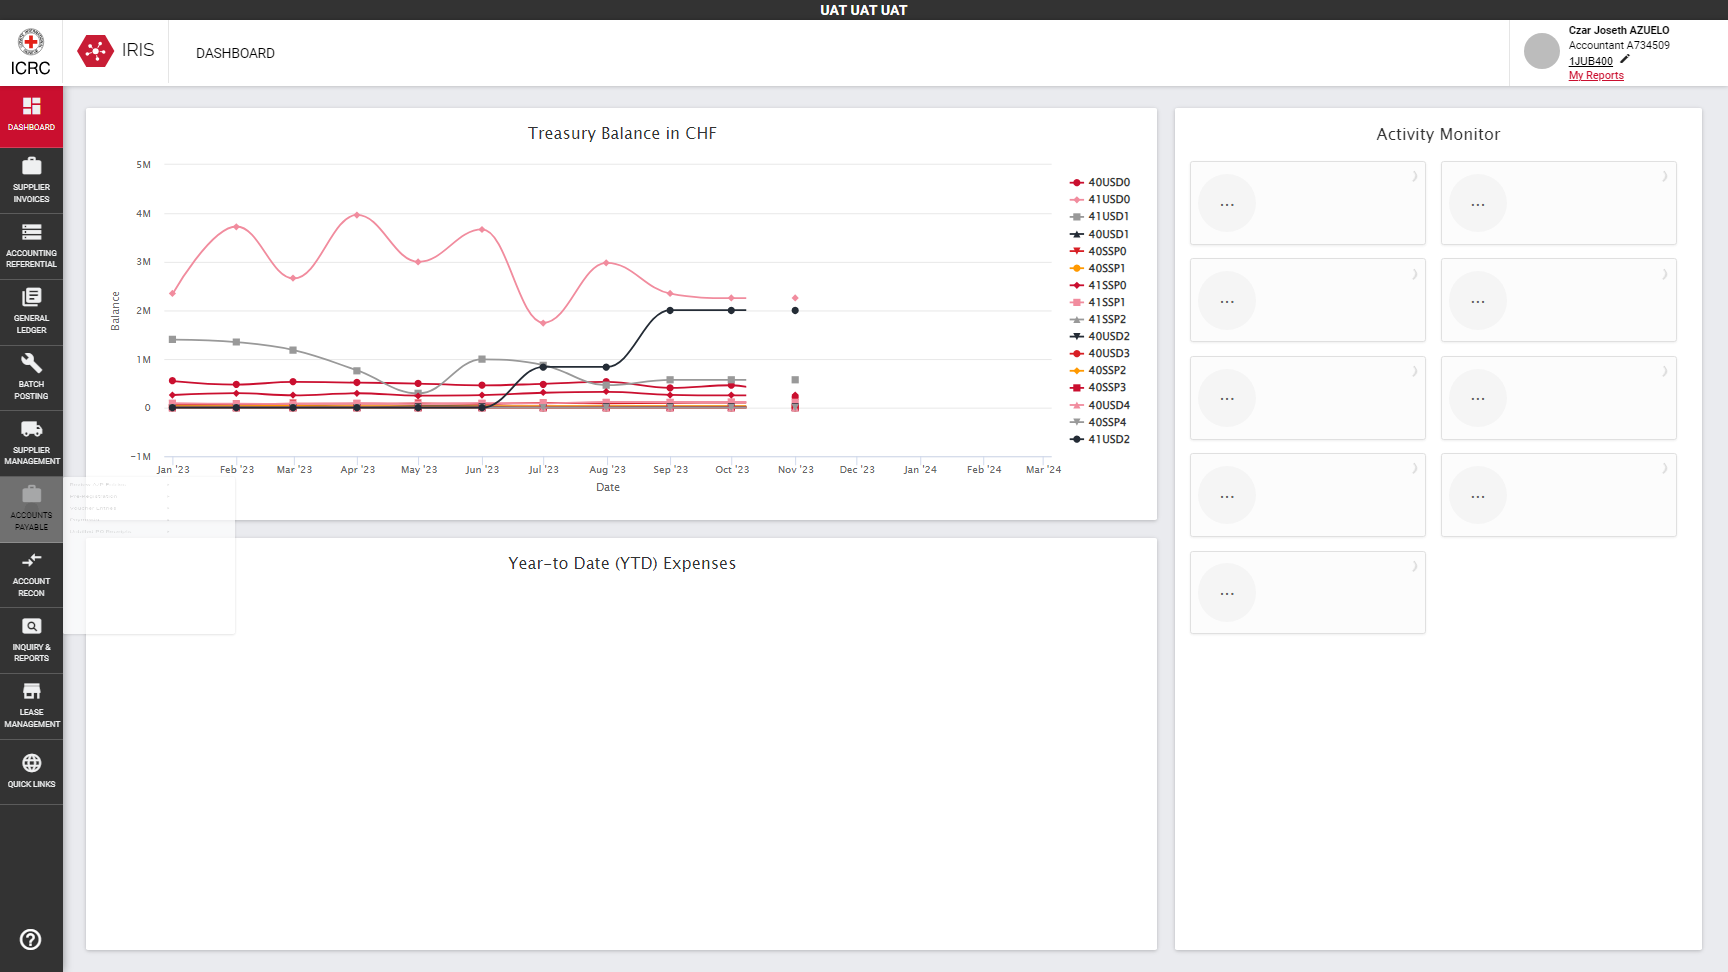 UAT UAT UAT
ICRC
IRIS
DASHBOARD
Czar Joseth AZUELO
Accountant A734509
1JUB400
My Reports
DASHBOARD
SUPPLIER
INVOICES
ACCOUNTING
REFERENTIAL
GENERAL
LEDGER
BATCH
POSTING
SUPPLIER
MANAGEMENT
ACCOUNTS
PAYABLE
ACCOUNT
RECON
INQUIRY &
REPORTS
LEASE
MANAGEMENT
QUICK LINKS
Treasury Balance in CHF
Balance
5M
4M
3M
2M
1M
0
−1M
Jan '23 Feb '23 Mar '23 Apr '23 May '23 Jun '23 Jul '23 Aug '23 Sep '23 Oct '23 Nov '23 Dec '23 Jan '24 Feb '24 Mar '24
Date
40USD0
41USD0
41USD1
40USD1
40SSP0
40SSP1
41SSP0
41SSP1
41SSP2
40USD2
40USD3
40SSP2
40SSP3
40USD4
40SSP4
41USD2
Year-to Date (YTD) Expenses
Activity Monitor
... ...
... ...
... ...
... ...
...